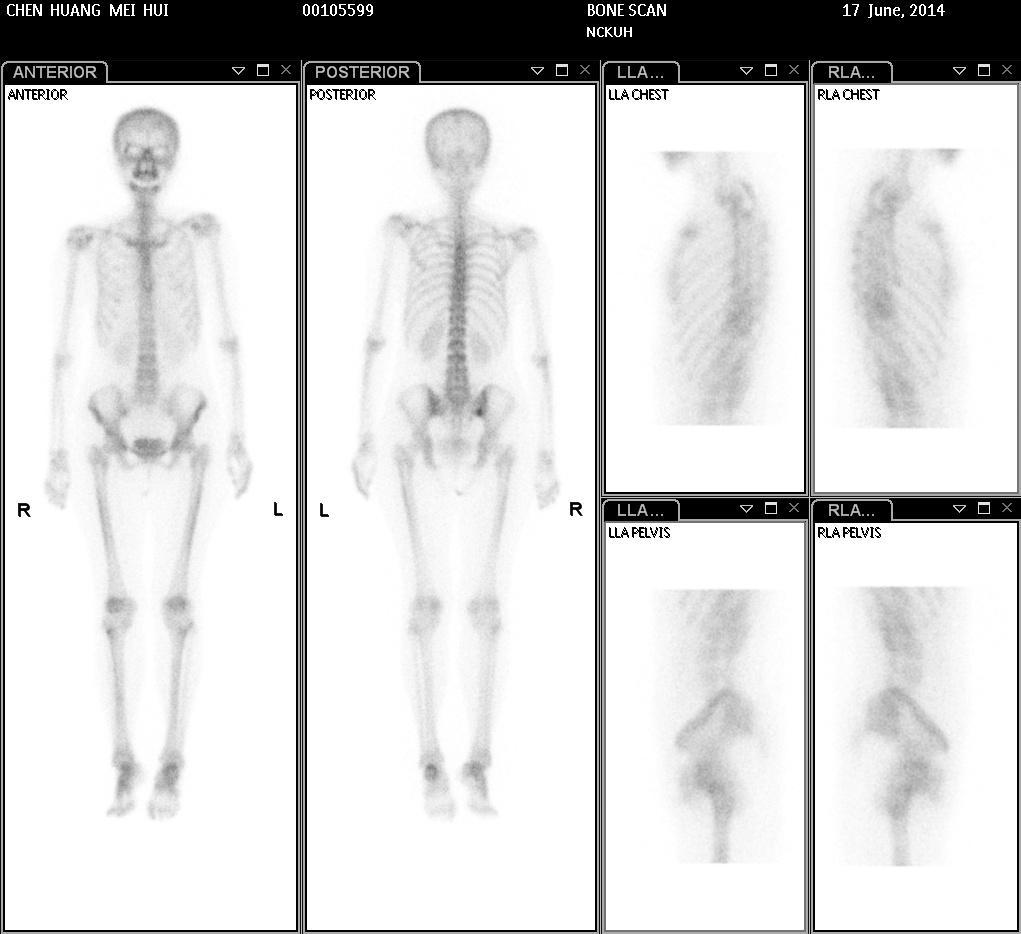 CHEN HUANG MEI HUI 00105599 BONE SCAN 17 June, 2014
NCKUH
ANTERIOR POSTERIOR LLA... RLA...
ANTERIOR POSTERIOR LLA CHEST RLA CHEST
R L L R
LLA... RLA...
LLA PELVIS RLA PELVIS